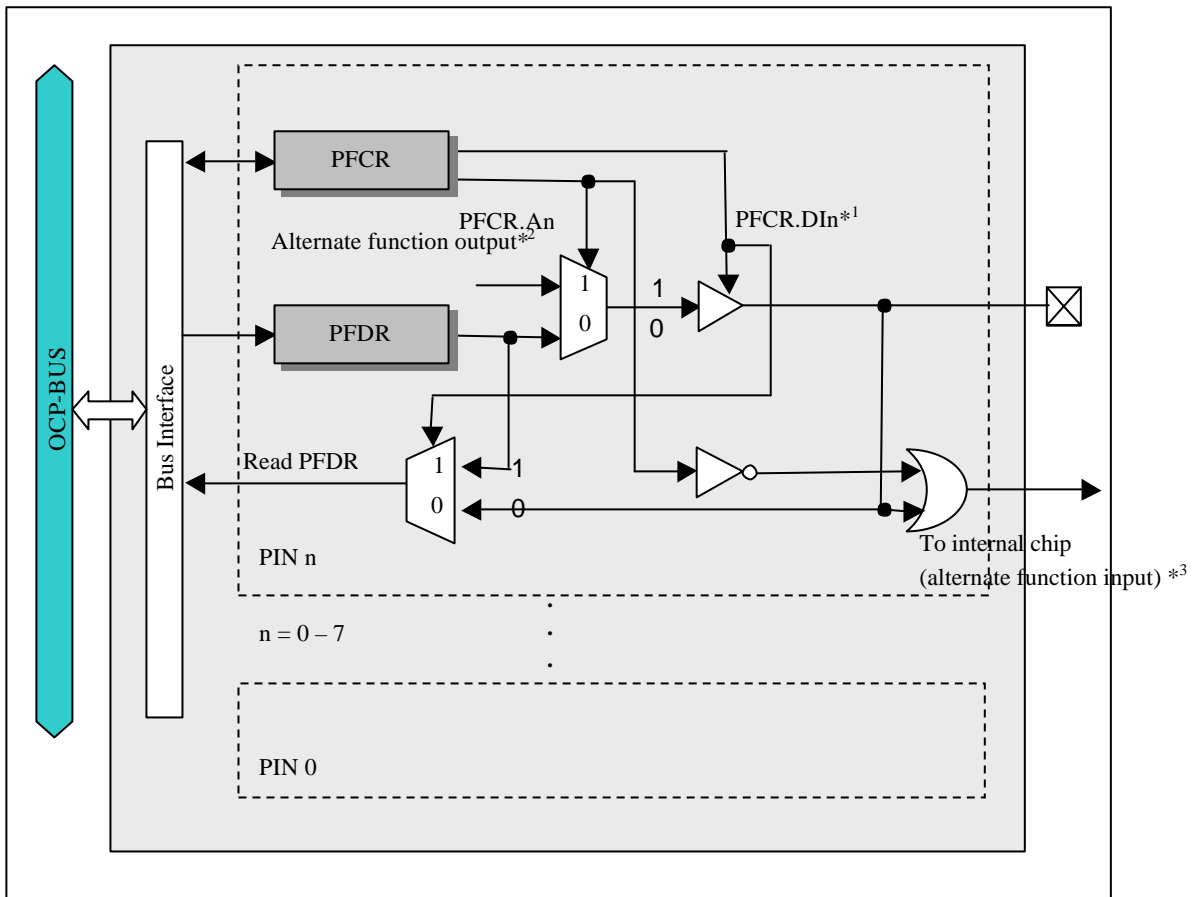 OCP-BUS
Bus Interface
PFCR
PFCR.An
PFCR.DIn*1
Alternate function output*2
1
0
1
0
PFDR
Read PFDR
1
0
1
0
To internal chip
(alternate function input) *3
PIN n
n = 0 – 7
PIN 0